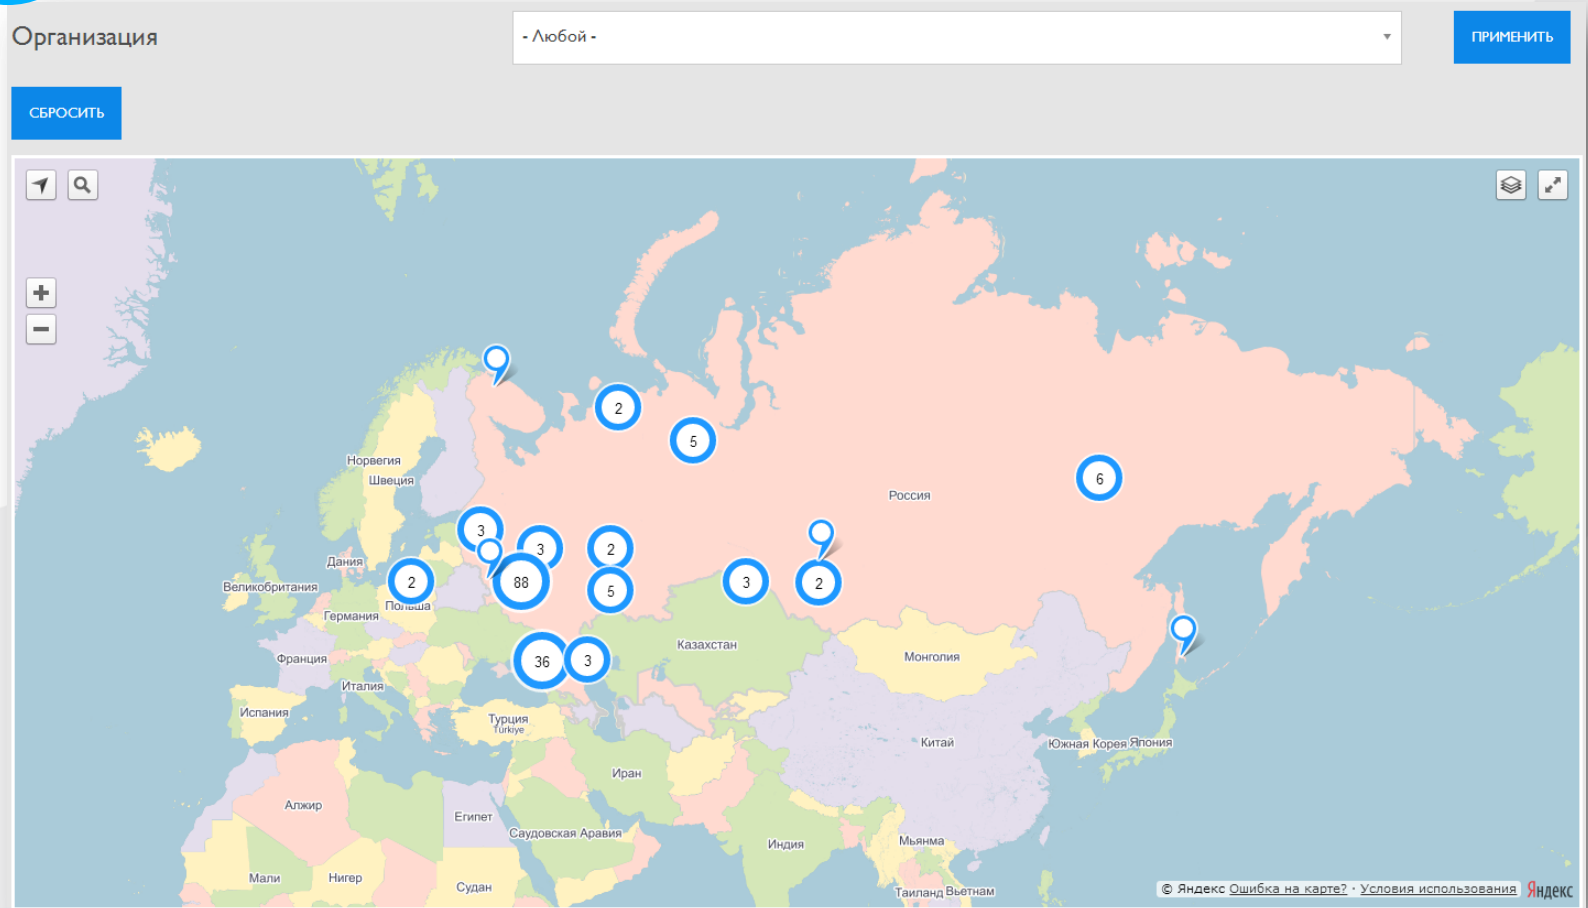 Организация
- Любой -
ПРИМЕНИТЬ
СБРОСИТЬ
2
5
Норвегия
Швеция
6
Россия
3
3
2
Дания
2
88
5
3
2
Великобритания
Польша
Германия
Казахстан
Франция
36
3
Монголия
Италия
Испания
Турция
Türkiye
Китай
Южная Корея
Япония
Иран
Алжир
Египет
Саудовская Аравия
Индия
Мьянма
Мали
Нигер
Судан
Таиланд
Вьетнам
© Яндекс Ошибка на карте? · Условия использования
Яндекс